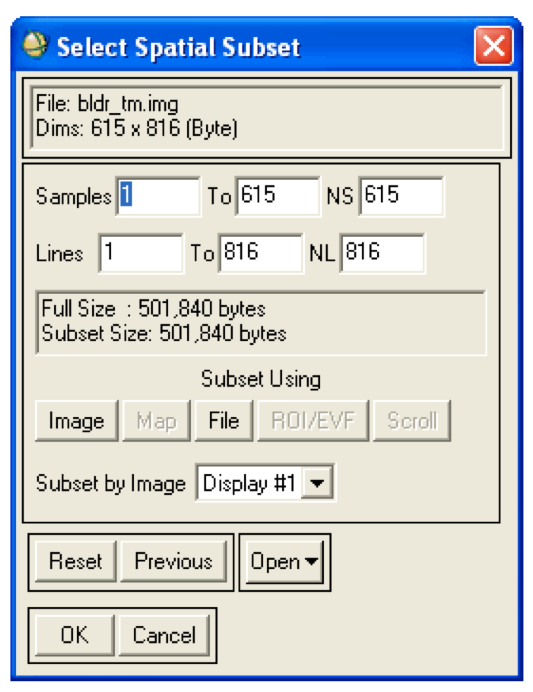 Select Spatial Subset
File: bldr_tm.img
Dims: 615 x 816 (Byte)
Samples 1 To 615 NS 615
Lines 1 To 816 NL 816
Full Size : 501,840 bytes
Subset Size: 501,840 bytes
Subset Using
Image Map File ROI/EVF Scroll
Subset by Image Display #1
Reset Previous Open
OK Cancel